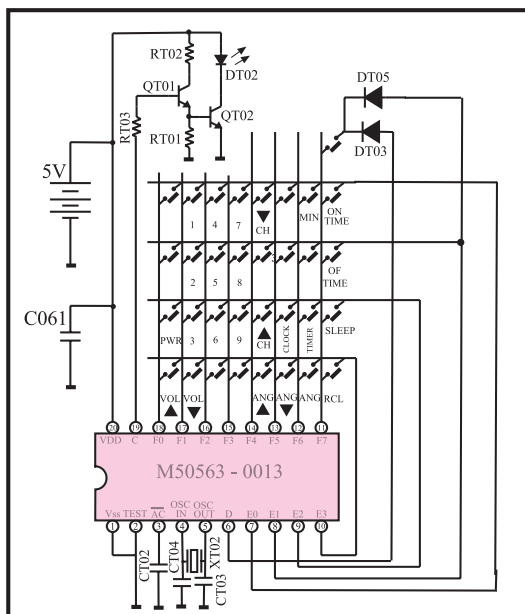 RT02
DT02
QT01
QT02
RT03
RT01
DT05
DT03
5V
C061
1 4 7 CH MIN ON TIME
2 5 8 3 OF TIME
PWR 3 6 9 CH CLOCK TIMER SLEEP
VOL VOL ANG ANG ANG RCL
20 19 18 17 16 15 14 13 12 11
VDD C F0 F1 F2 F3 F4 F5 F6 F7
M50563 - 0013
Vss TEST AC OSC IN OSC OUT D E0 E1 E2 E3
1 2 3 4 5 6 7 8 9 10
CT02
CT04
XT02
CT03